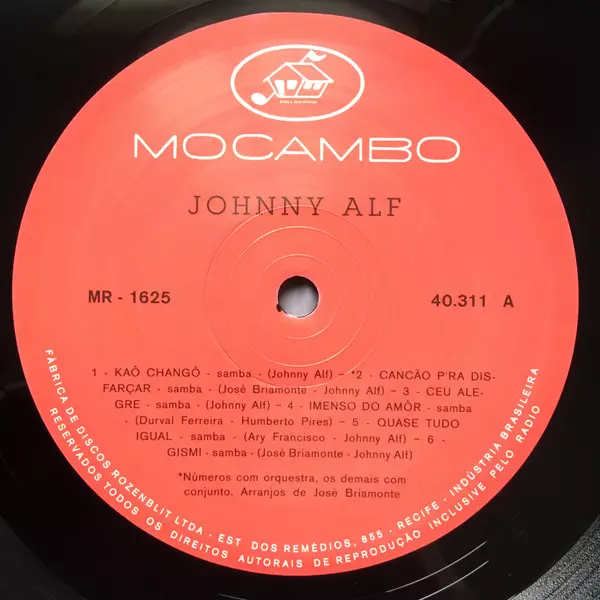 MOCAMBO
JOHNNY ALF
MR - 1625
40.311 A
1 - KAÔ CHANGÔ - samba - (Johnny Alf) – *2 - CANCÃO P'RA DIS-
FARÇAR - samba - (José Briamonte - Johnny Alf) – 3 - CEU ALE-
GRE - samba - (Johnny Alf) – 4 - IMENSO DO AMÔR - samba -
(Durval Ferreira - Humberto Pires) – 5 - QUASE TUDO
IGUAL - samba - (Ary Francisco - Johnny Alf) – 6 -
GISMI - samba - (José Briamonte - Johnny Alf)
*Números com orquestra, os demais com
conjunto. Arranjos de José Briamonte
FÁBRICA DE DISCOS ROZENBLIT LTDA - EST. DOS REMÉDIOS, 855 - RECIFE - INDÚSTRIA BRASILEIRA
RESERVADOS TODOS OS DIREITOS AUTORAIS DE REPRODUÇÃO INCLUSIVE PELO RÁDIO